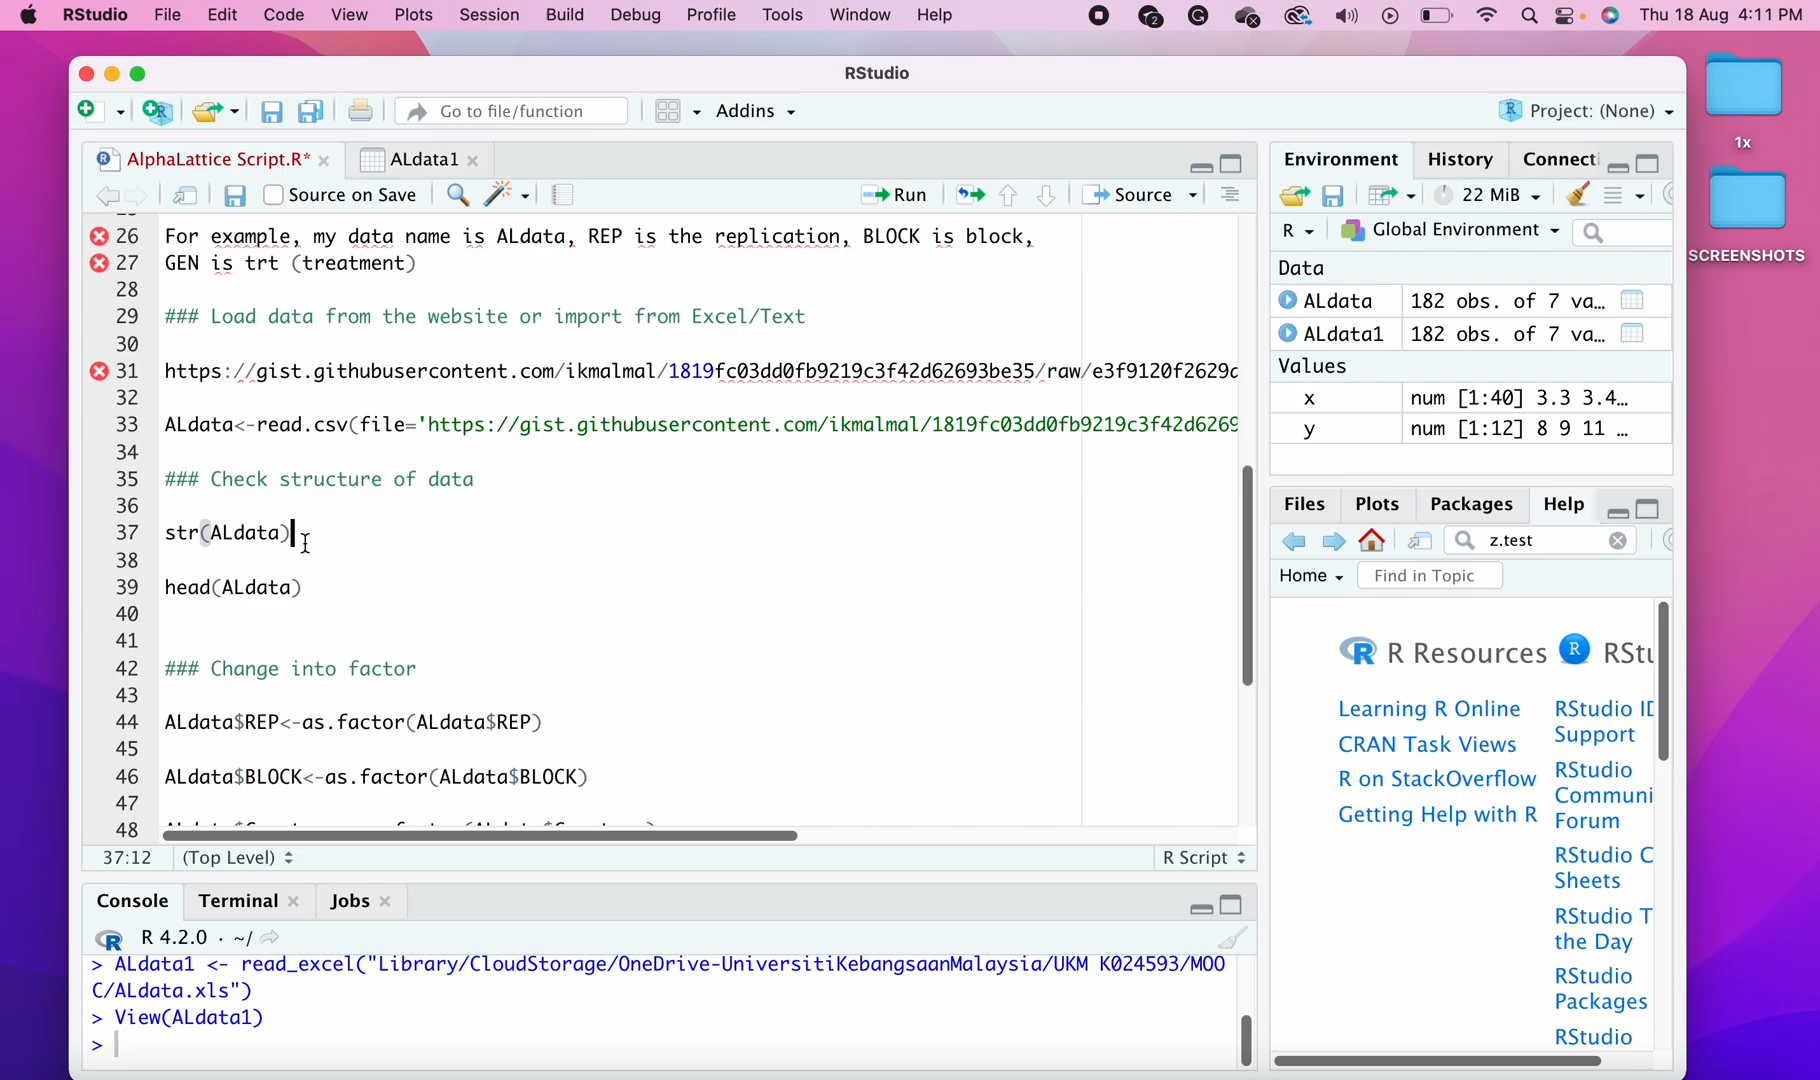 RStudio File Edit Code View Plots Session Build Debug Profile Tools Window Help
2
Thu 18 Aug 4:11 PM
RStudio
1x
SCREENSHOTS
Go to file/function
Addins
Project: (None)
AlphaLattice Script.R*
ALdata1
Source on Save
Run
Source
26 For example, my data name is ALdata, REP is the replication, BLOCK is block,
27 GEN is trt (treatment)
28
29 ### Load data from the website or import from Excel/Text
30
31 https://gist.githubusercontent.com/ikmalmal/1819fc03dd0fb9219c3f42d62693be35/raw/e3f9120f2629
32
33 ALdata<-read.csv(file='https://gist.githubusercontent.com/ikmalmal/1819fc03dd0fb9219c3f42d6269
34
35 ### Check structure of data
36
37 str(ALdata)
38
39 head(ALdata)
40
41
42 ### Change into factor
43
44 ALdata$REP<-as.factor(ALdata$REP)
45
46 ALdata$BLOCK<-as.factor(ALdata$BLOCK)
47
48
37:12 (Top Level) R Script
Console Terminal Jobs
R 4.2.0 · ~/
> ALdata1 <- read_excel("Library/CloudStorage/OneDrive-UniversitiKebangsaanMalaysia/UKM K024593/MOO
C/ALdata.xls")
> View(ALdata1)
>
Environment History Connecti
22 MiB
R Global Environment
Data
ALdata 182 obs. of 7 va…
ALdata1 182 obs. of 7 va…
Values
x num [1:40] 3.3 3.4…
y num [1:12] 8 9 11 …
Files Plots Packages Help
z.test
Home Find in Topic
R Resources
RStu
Learning R Online
CRAN Task Views
R on StackOverflow
Getting Help with R
RStudio ID
Support
RStudio
Communi
Forum
RStudio C
Sheets
RStudio T
the Day
RStudio
Packages
RStudio